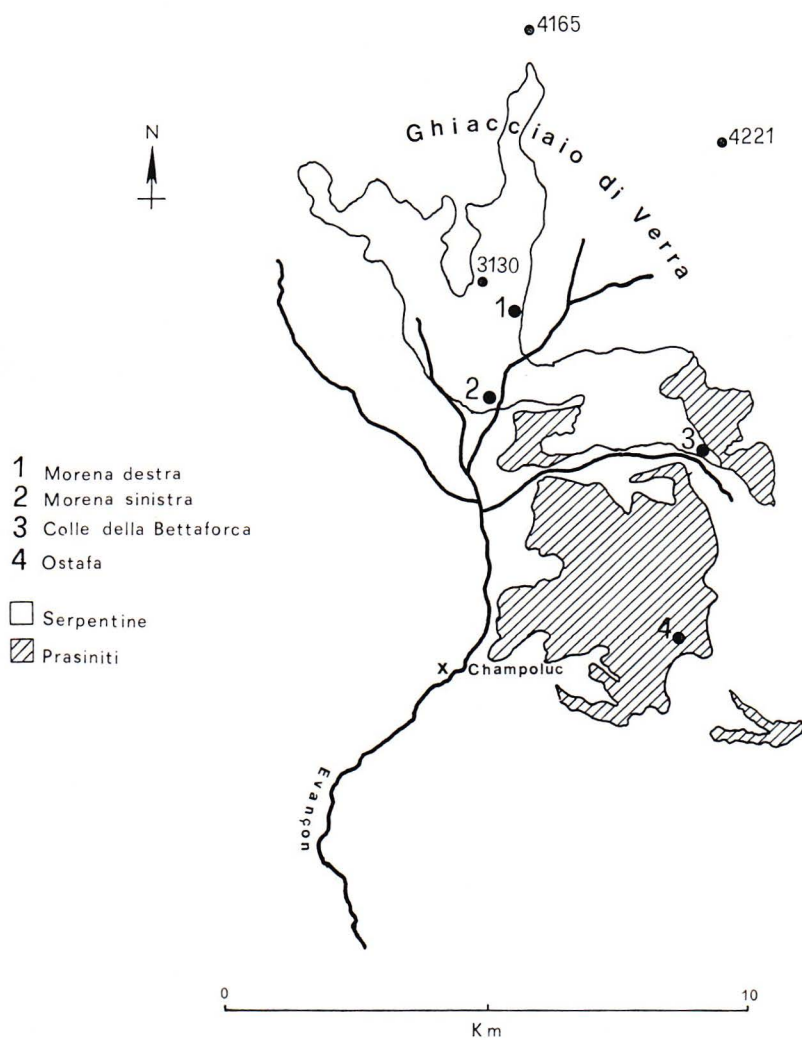 4165
N
Ghiacciaio di Verra
4221
3130
1
2
3
1 Morena destra
2 Morena sinistra
3 Colle della Bettaforca
4 Ostafa
Serpentine
Prasiniti
4
x Champoluc
Evançon
0 10
Km